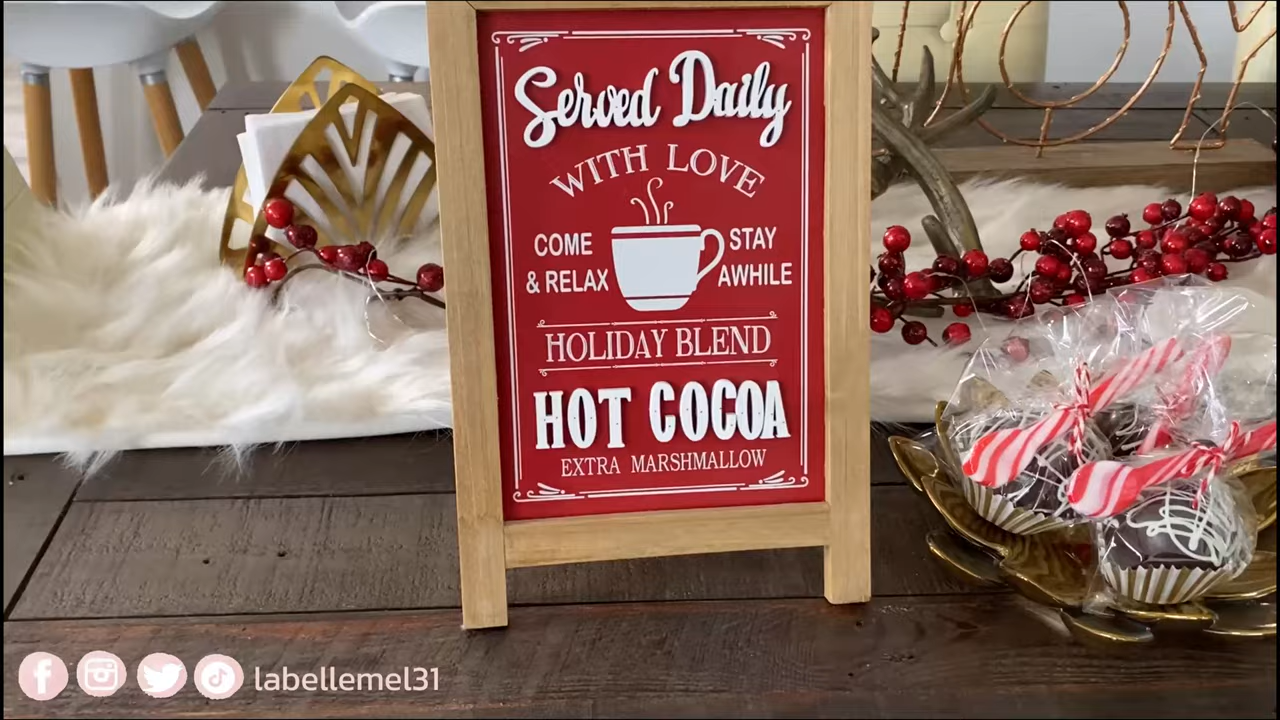 Served Daily
WITH LOVE
COME
& RELAX
STAY
AWHILE
HOLIDAY BLEND
HOT COCOA
EXTRA MARSHMALLOW
labellemel31